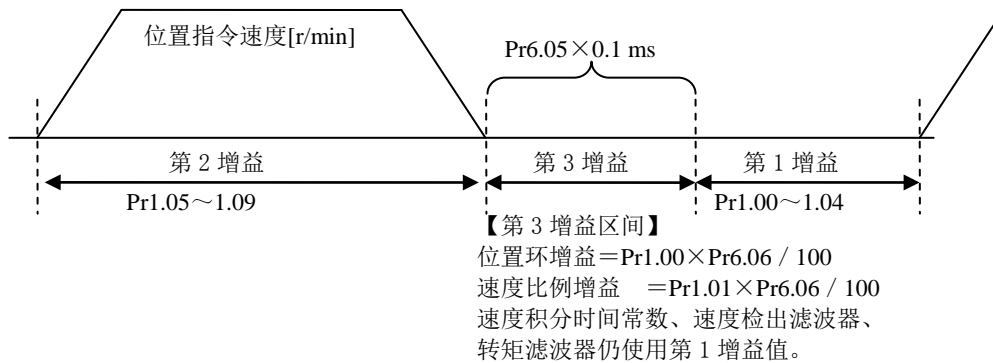 位置指令速度[r/min]
Pr6.05×0.1 ms
第 2 增益
第 3 增益
第 1 增益
Pr1.05～1.09
Pr1.00～1.04
【第 3 增益区间】
位置环增益＝Pr1.00×Pr6.06 / 100
速度比例增益　＝Pr1.01×Pr6.06 / 100
速度积分时间常数、速度检出滤波器、
转矩滤波器仍使用第 1 增益值。